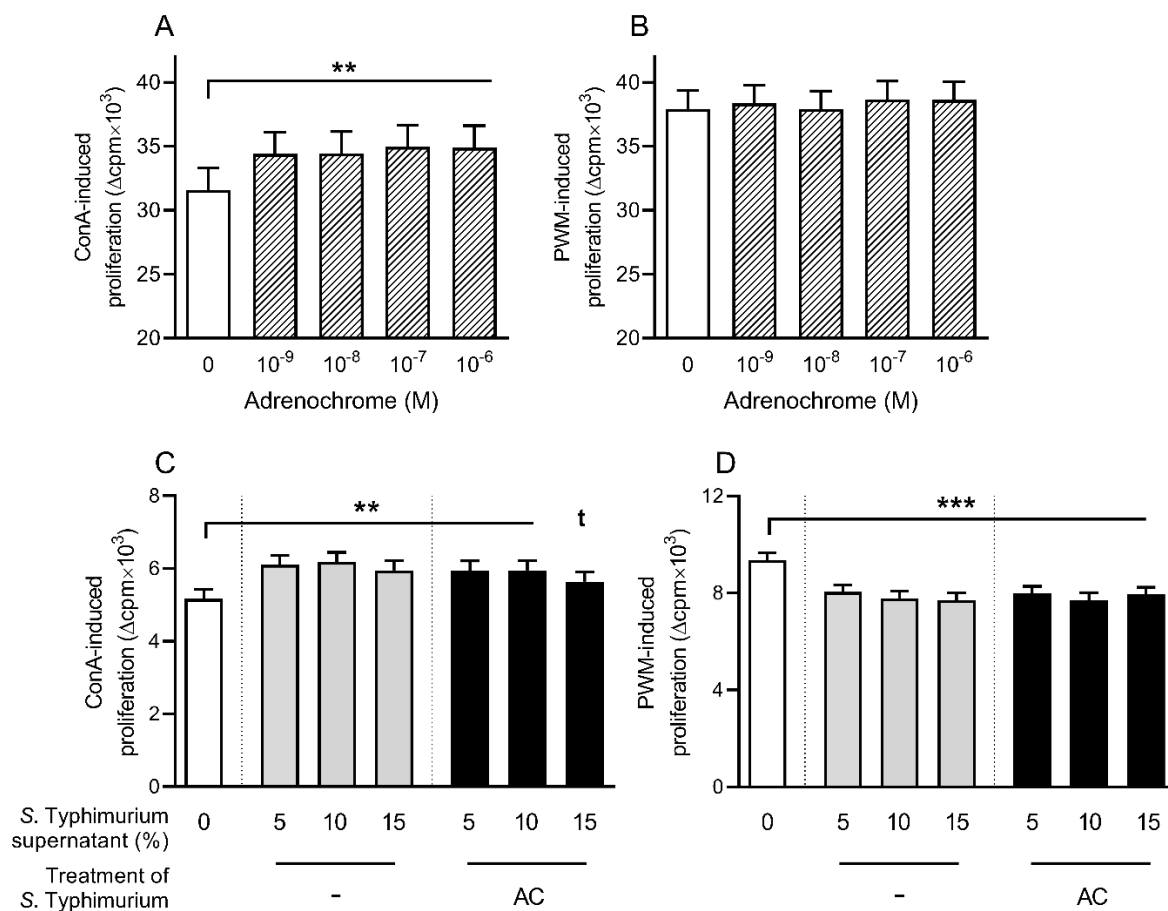 A
B
**
ConA-induced
proliferation (Δcpm×10³)
40
35
30
25
20
0 10⁻⁹ 10⁻⁸ 10⁻⁷ 10⁻⁶
Adrenochrome (M)
PWM-induced
proliferation (Δcpm×10³)
40
35
30
25
20
0 10⁻⁹ 10⁻⁸ 10⁻⁷ 10⁻⁶
Adrenochrome (M)
C
D
**
t
ConA-induced
proliferation (Δcpm×10³)
8
6
4
2
0
***
PWM-induced
proliferation (Δcpm×10³)
12
8
4
0
S. Typhimurium
supernatant (%)
0 5 10 15 5 10 15
0 5 10 15 5 10 15
Treatment of
S. Typhimurium
- AC
- AC